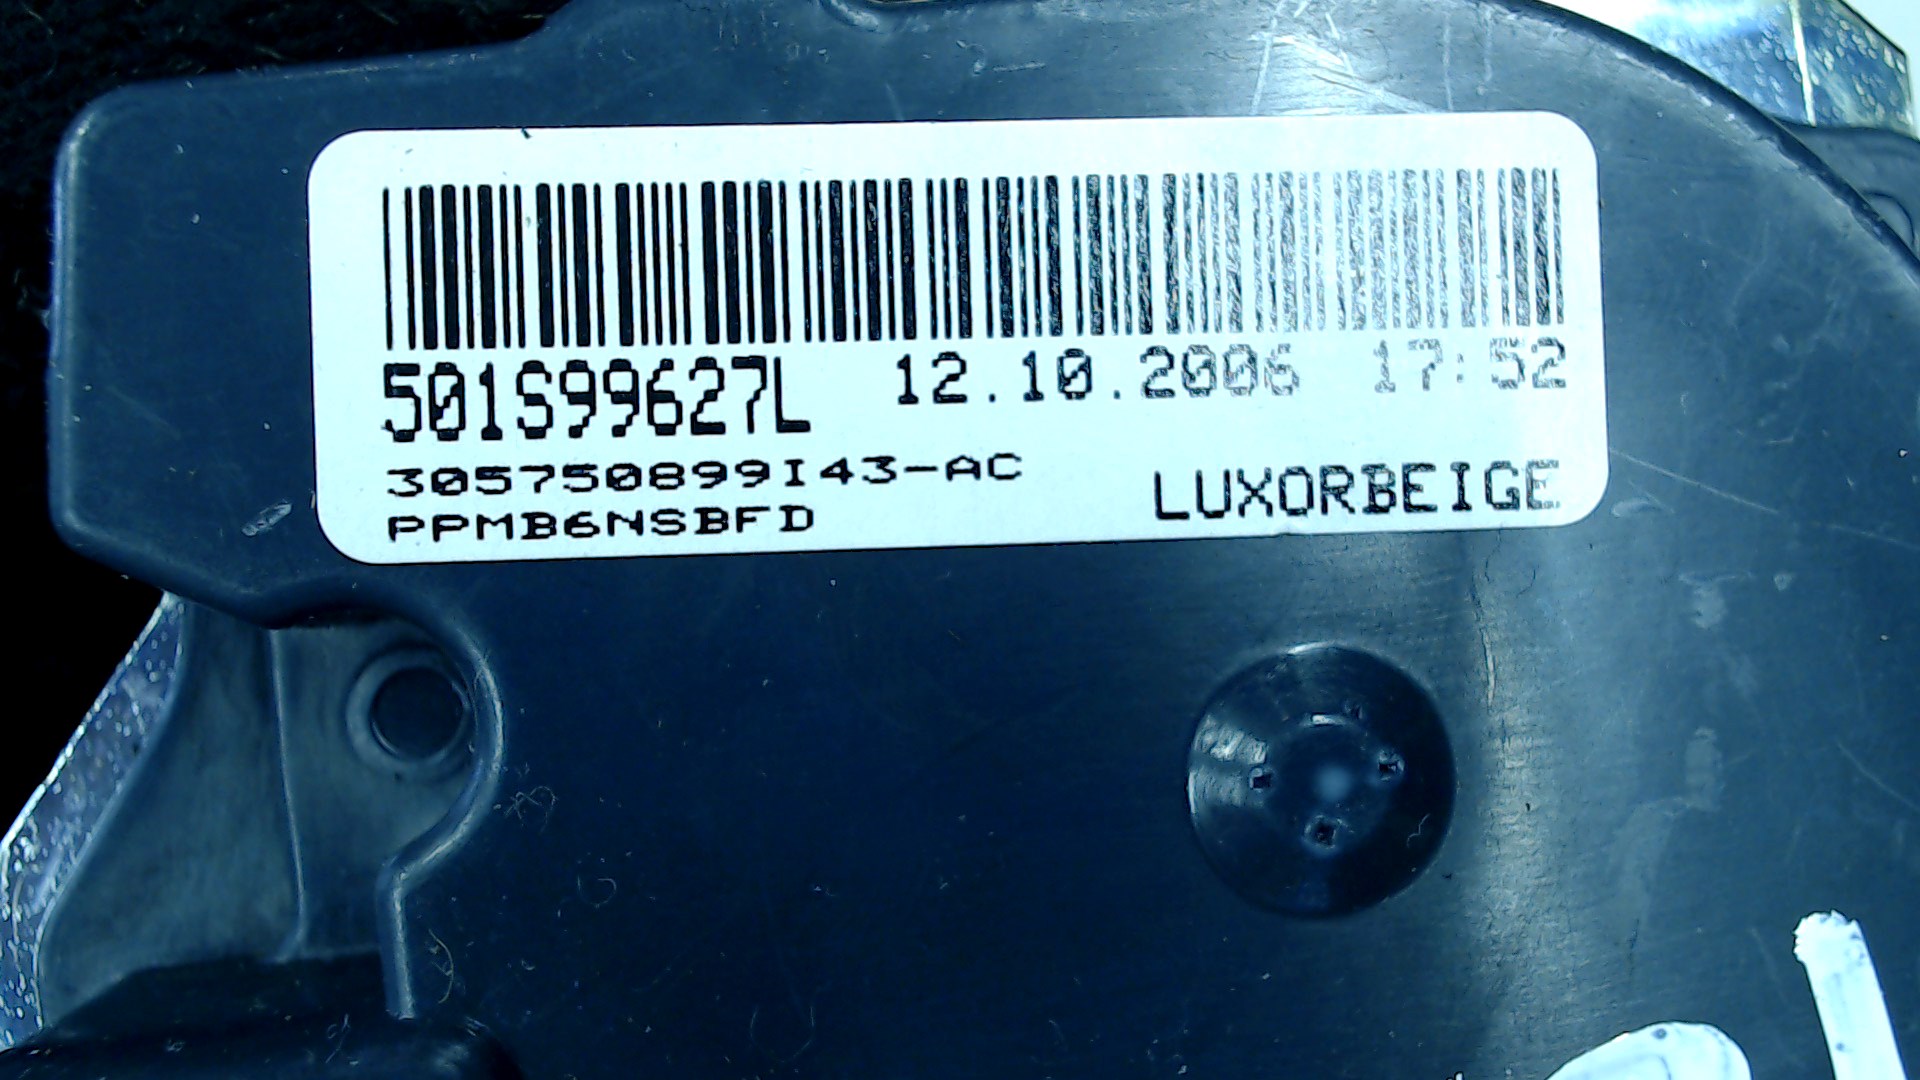 501S99627L 12.10.2006 17:52
305750899I43-AC
PPMB6NSBFD LUXORBEIGE